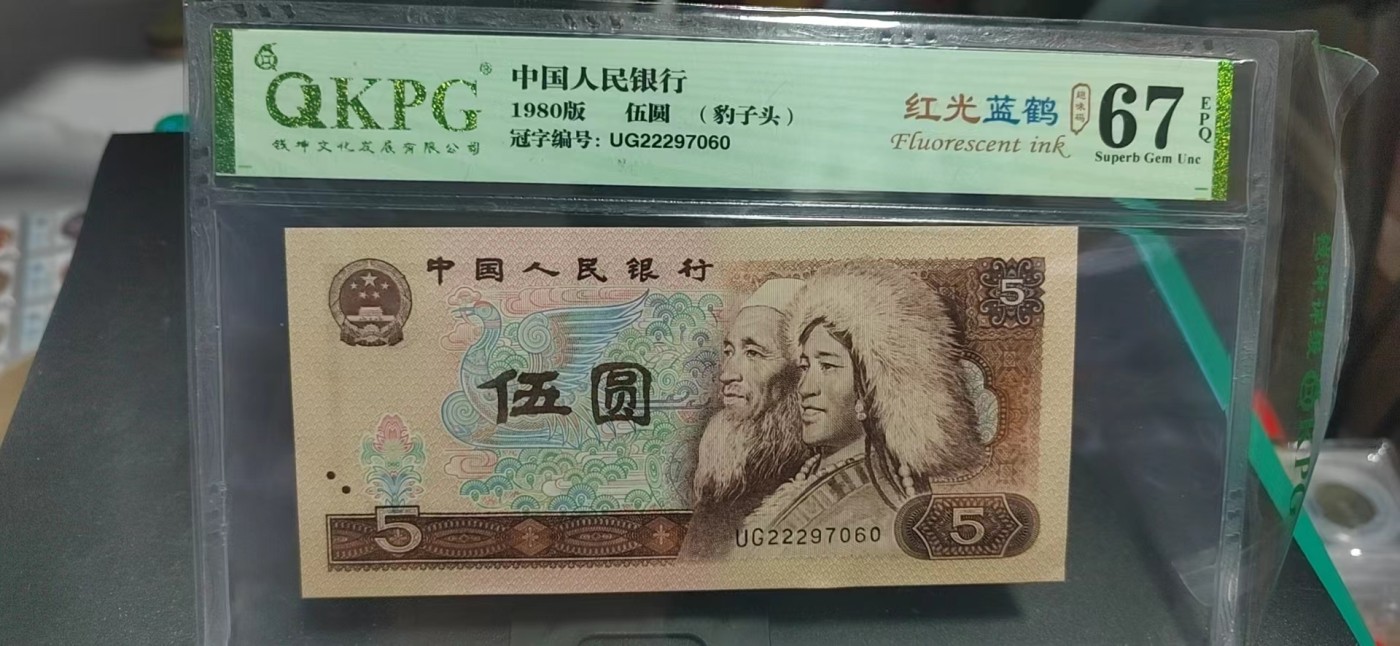 QKPG®
钱坤文化发展有限公司
中国人民银行
1980版 伍圆 （豹子头）
冠字编号: UG22297060
红光蓝鹤
Fluorescent ink
趣味号
67
EPQ
Superb Gem Unc
中国人民银行
5
伍圆
5
UG22297060
5